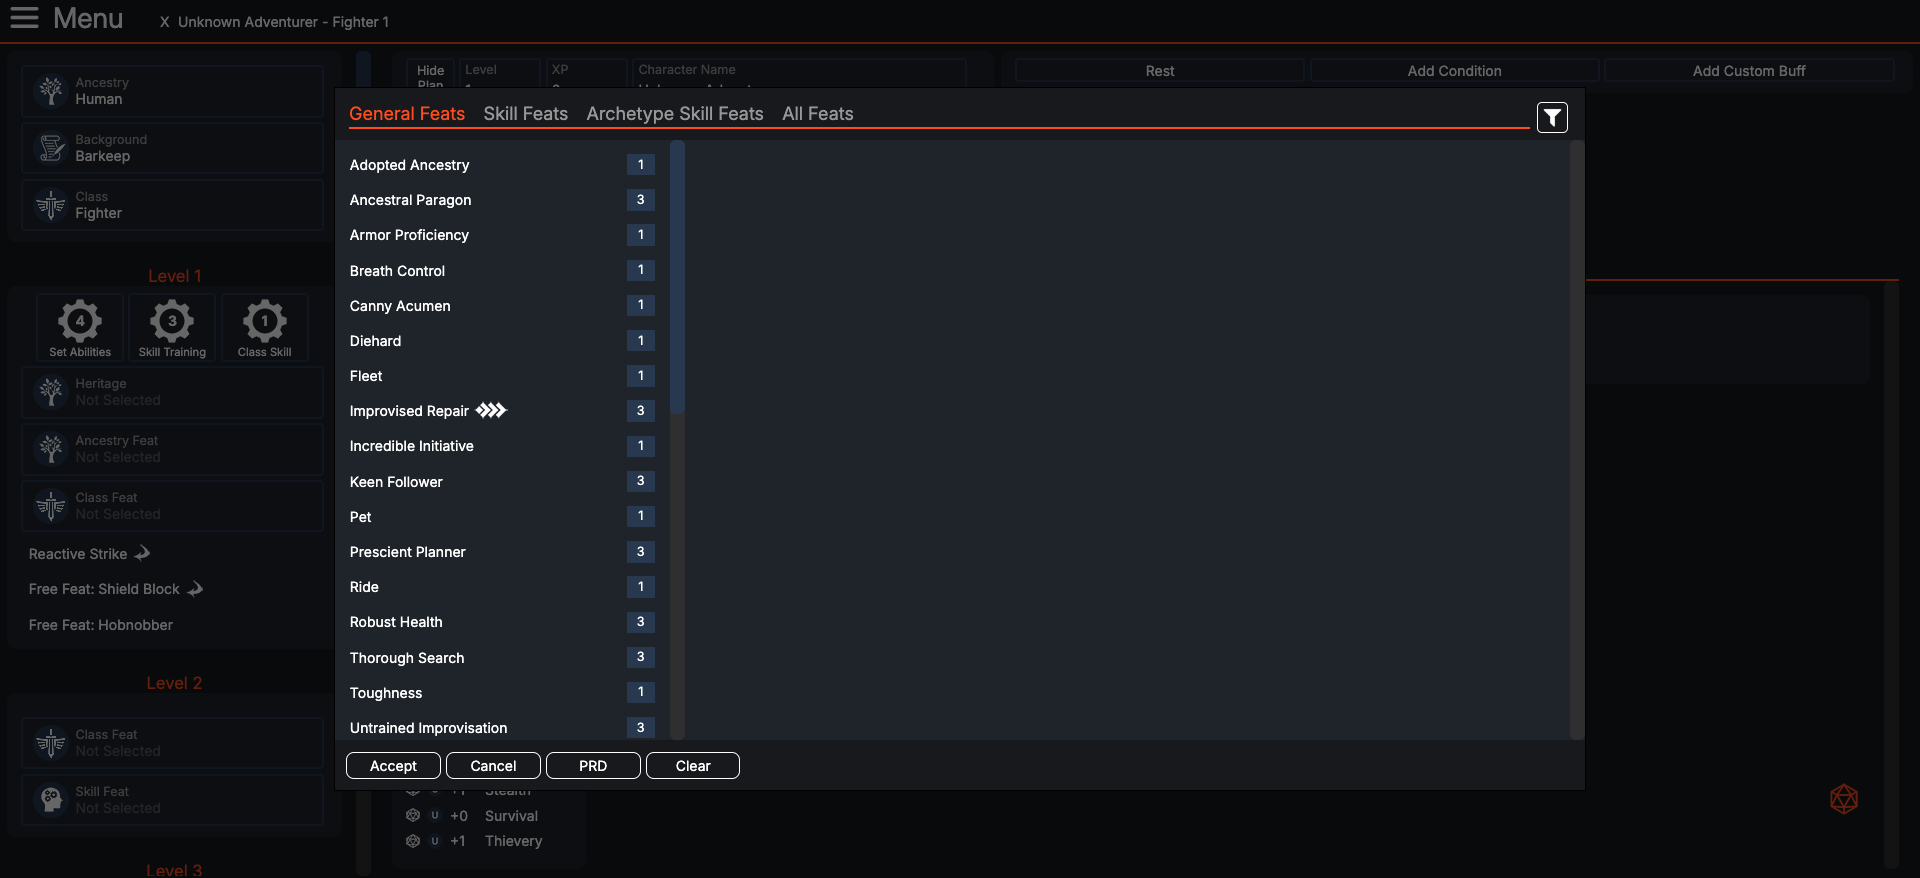 Menu
X Unknown Adventurer - Fighter 1
Ancestry
Human
Background
Barkeep
Class
Fighter
Level 1
4
Set Abilities
3
Skill Training
1
Class Skill
Heritage
Not Selected
Ancestry Feat
Not Selected
Class Feat
Not Selected
Reactive Strike
Free Feat: Shield Block
Free Feat: Hobnobber
Level 2
Class Feat
Not Selected
Skill Feat
Not Selected
Level 3
Hide
Plan
Level
XP
Character Name
Rest
Add Condition
Add Custom Buff
General Feats
Skill Feats
Archetype Skill Feats
All Feats
Adopted Ancestry 1
Ancestral Paragon 3
Armor Proficiency 1
Breath Control 1
Canny Acumen 1
Diehard 1
Fleet 1
Improvised Repair 3
Incredible Initiative 1
Keen Follower 3
Pet 1
Prescient Planner 3
Ride 1
Robust Health 3
Thorough Search 3
Toughness 1
Untrained Improvisation 3
Accept
Cancel
PRD
Clear
+1 Stealth
U +0 Survival
U +1 Thievery